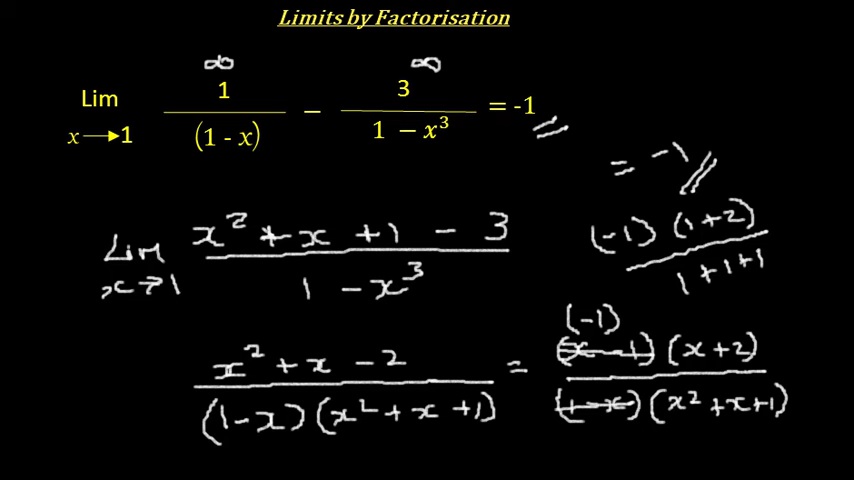 Limits by Factorisation
∞ ∞
Lim x→1 1/(1 - x) − 3/(1 − x³) = -1
= -1
Lim x→1 (x² + x + 1 - 3)/(1 - x³)
(-1)(1+2)/(1+1+1)
(x² + x - 2)/((1-x)(x² + x + 1)) = (-1) (x-1)(x+2)/((1-x)(x²+x+1))